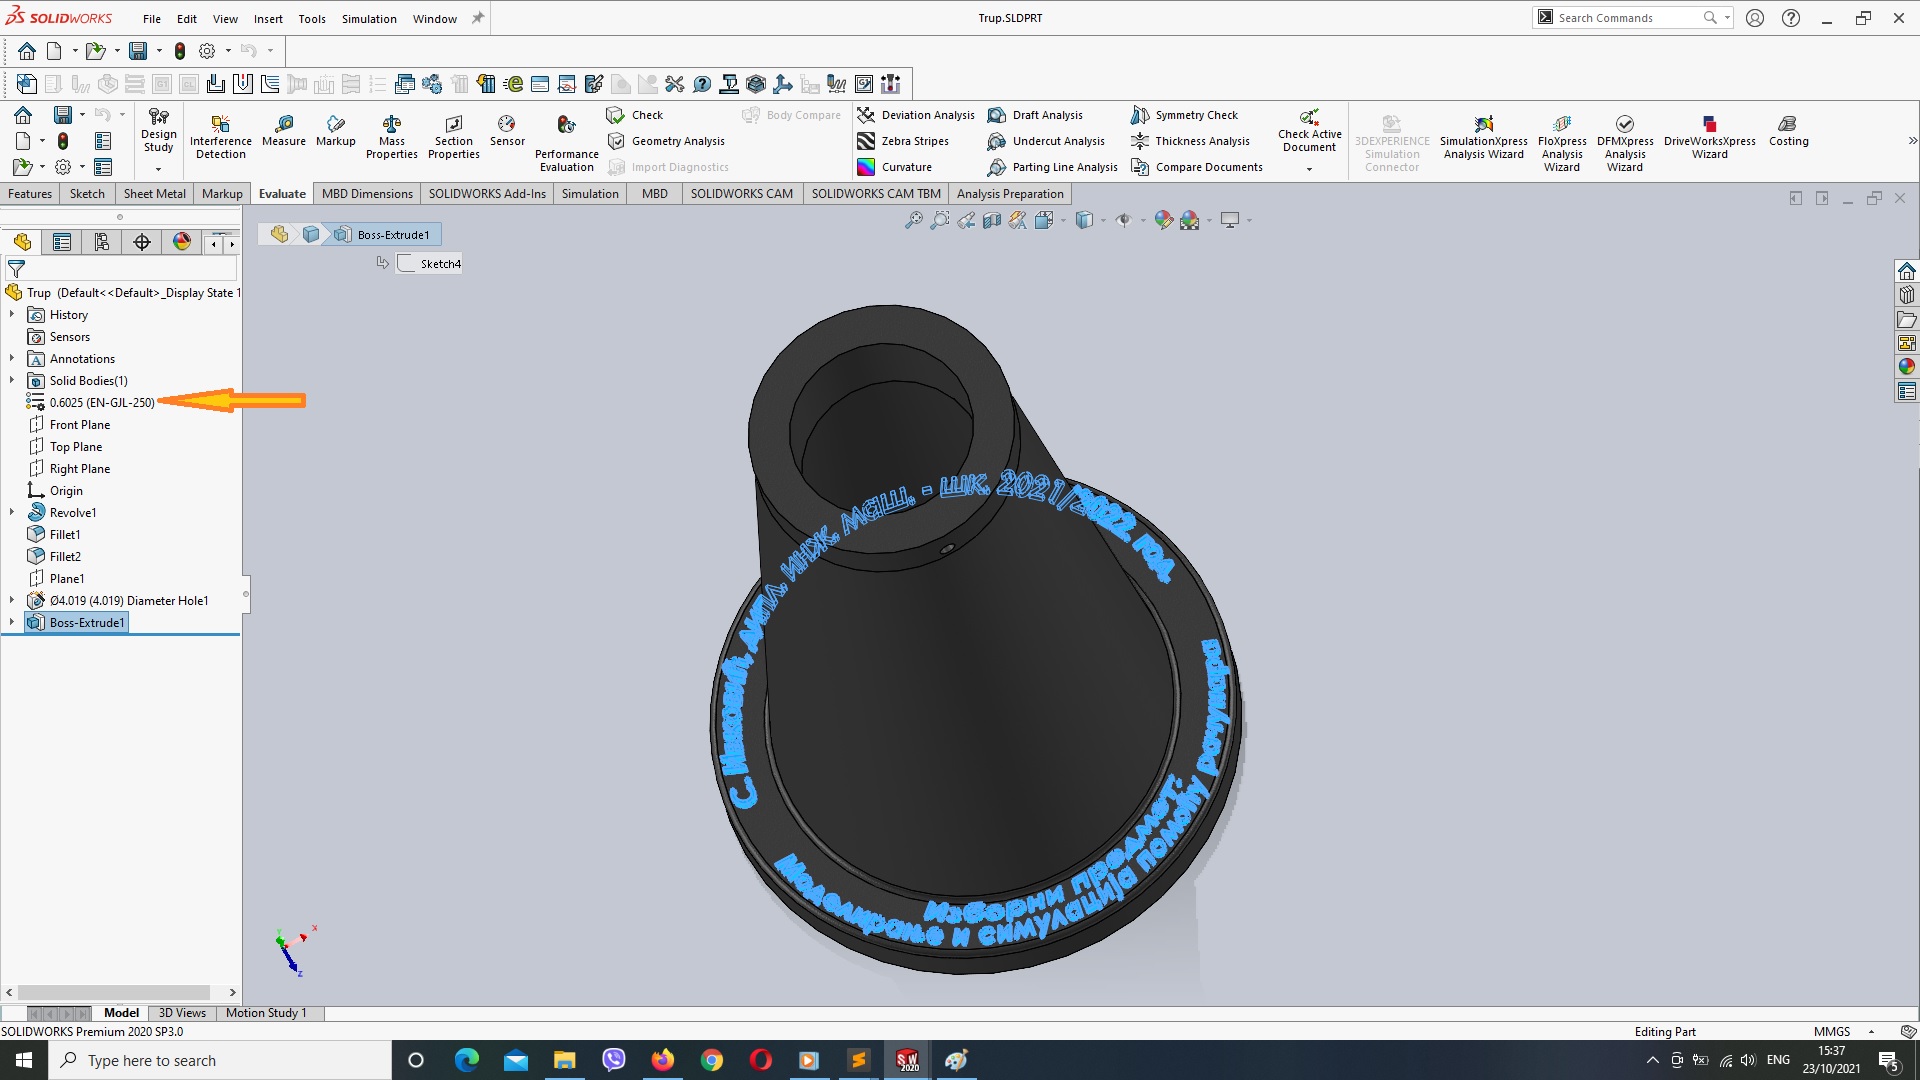 SOLIDWORKS
File Edit View Insert Tools Simulation Window
Trup.SLDPRT
Search Commands
Design Study
Interference Detection
Measure
Markup
Mass Properties
Section Properties
Sensor
Performance Evaluation
Check
Geometry Analysis
Import Diagnostics
Body Compare
Deviation Analysis
Zebra Stripes
Curvature
Draft Analysis
Undercut Analysis
Parting Line Analysis
Symmetry Check
Thickness Analysis
Compare Documents
Check Active Document
3DEXPERIENCE Simulation Connector
SimulationXpress Analysis Wizard
FloXpress Analysis Wizard
DFMXpress Analysis Wizard
DriveWorksXpress Wizard
Costing
Features Sketch Sheet Metal Markup Evaluate MBD Dimensions SOLIDWORKS Add-Ins Simulation MBD SOLIDWORKS CAM SOLIDWORKS CAM TBM Analysis Preparation
Boss-Extrude1
Sketch4
Trup (Default<<Default>_Display State 1
History
Sensors
Annotations
Solid Bodies(1)
0.6025 (EN-GJL-250)
Front Plane
Top Plane
Right Plane
Origin
Revolve1
Fillet1
Fillet2
Plane1
Ø4.019 (4.019) Diameter Hole1
Boss-Extrude1
С. дипл. инж. маш. - шк. 2021/2022. год.
Изборни предмет:
Моделирање и симулација помоћу рачунара
Y X Z
Model 3D Views Motion Study 1
SOLIDWORKS Premium 2020 SP3.0
Editing Part
MMGS
Type here to search
SW 2020
ENG
15:37
23/10/2021
5